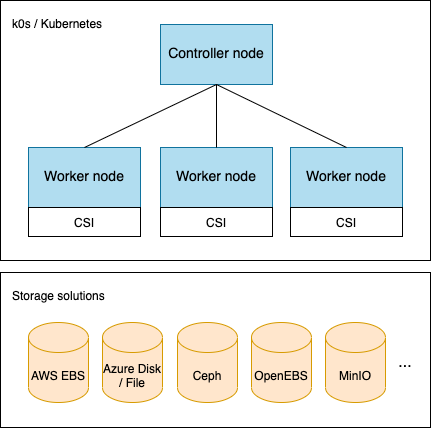 k0s / Kubernetes
Controller node
Worker node
Worker node
Worker node
CSI
CSI
CSI
Storage solutions
AWS EBS
Azure Disk
/ File
Ceph
OpenEBS
MinIO
...